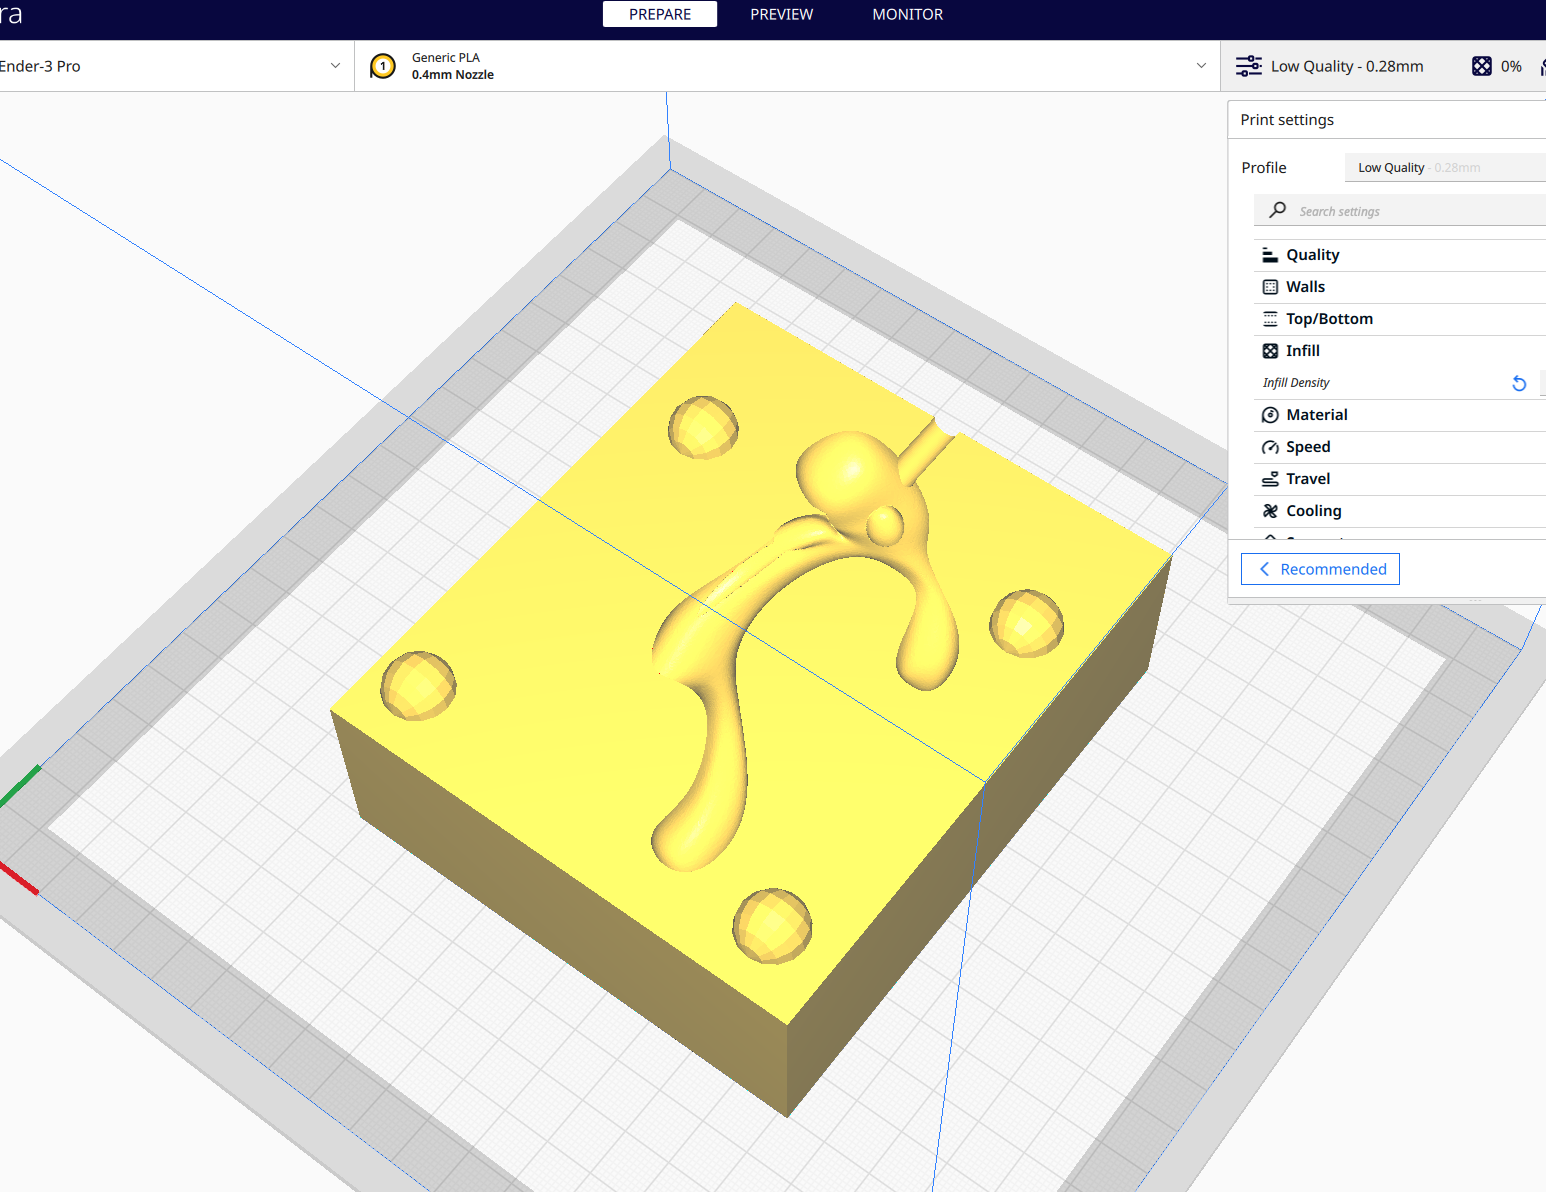 ra
PREPARE PREVIEW MONITOR
Ender-3 Pro
1
Generic PLA
0.4mm Nozzle
Low Quality - 0.28mm
0%
Print settings
Profile
Low Quality - 0.28mm
Search settings
Quality
Walls
Top/Bottom
Infill
Infill Density
Material
Speed
Travel
Cooling
Recommended